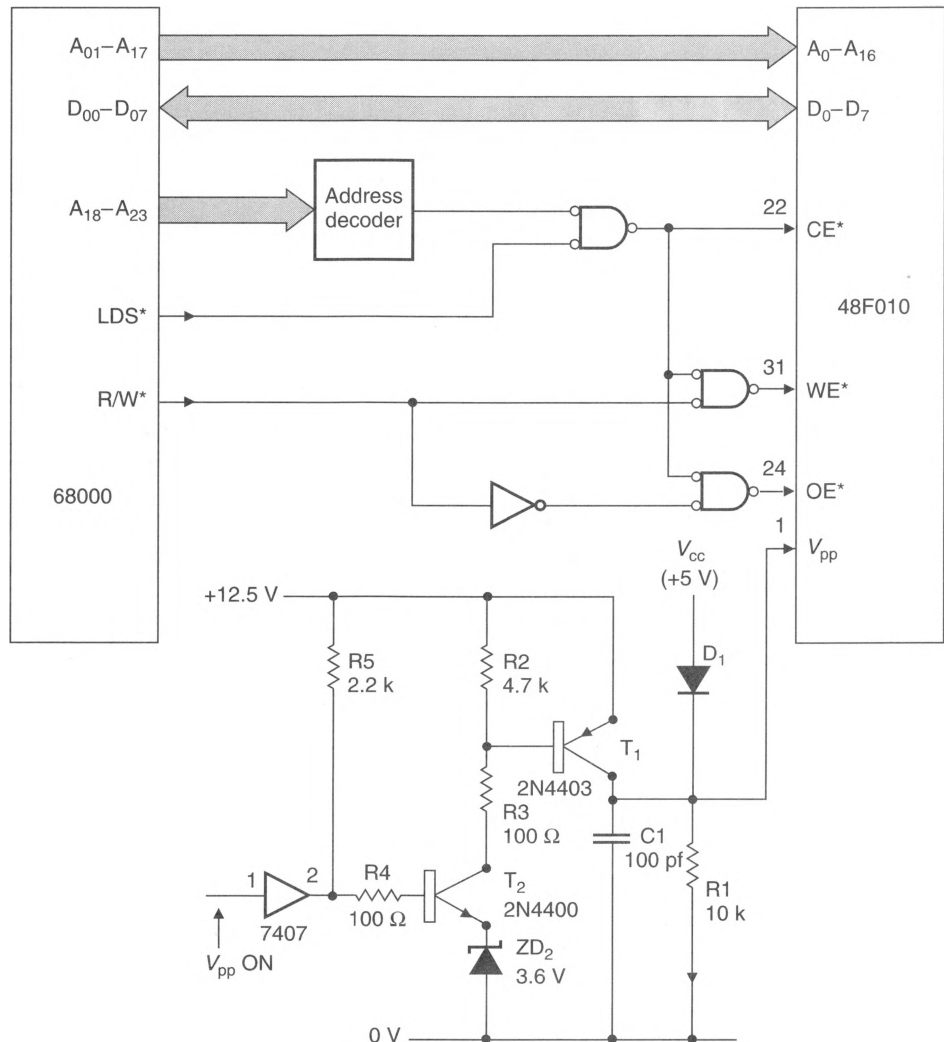 A01–A17
A0–A16
D00–D07
D0–D7
A18–A23
Address
decoder
22
CE*
LDS*
48F010
31
R/W*
WE*
24
OE*
68000
1
Vpp
Vcc
(+5 V)
+12.5 V
D1
R5
2.2 k
R2
4.7 k
T1
2N4403
R3
100 Ω
C1
100 pf
R1
10 k
1
2
R4
100 Ω
T2
2N4400
7407
ZD2
3.6 V
Vpp ON
0 V